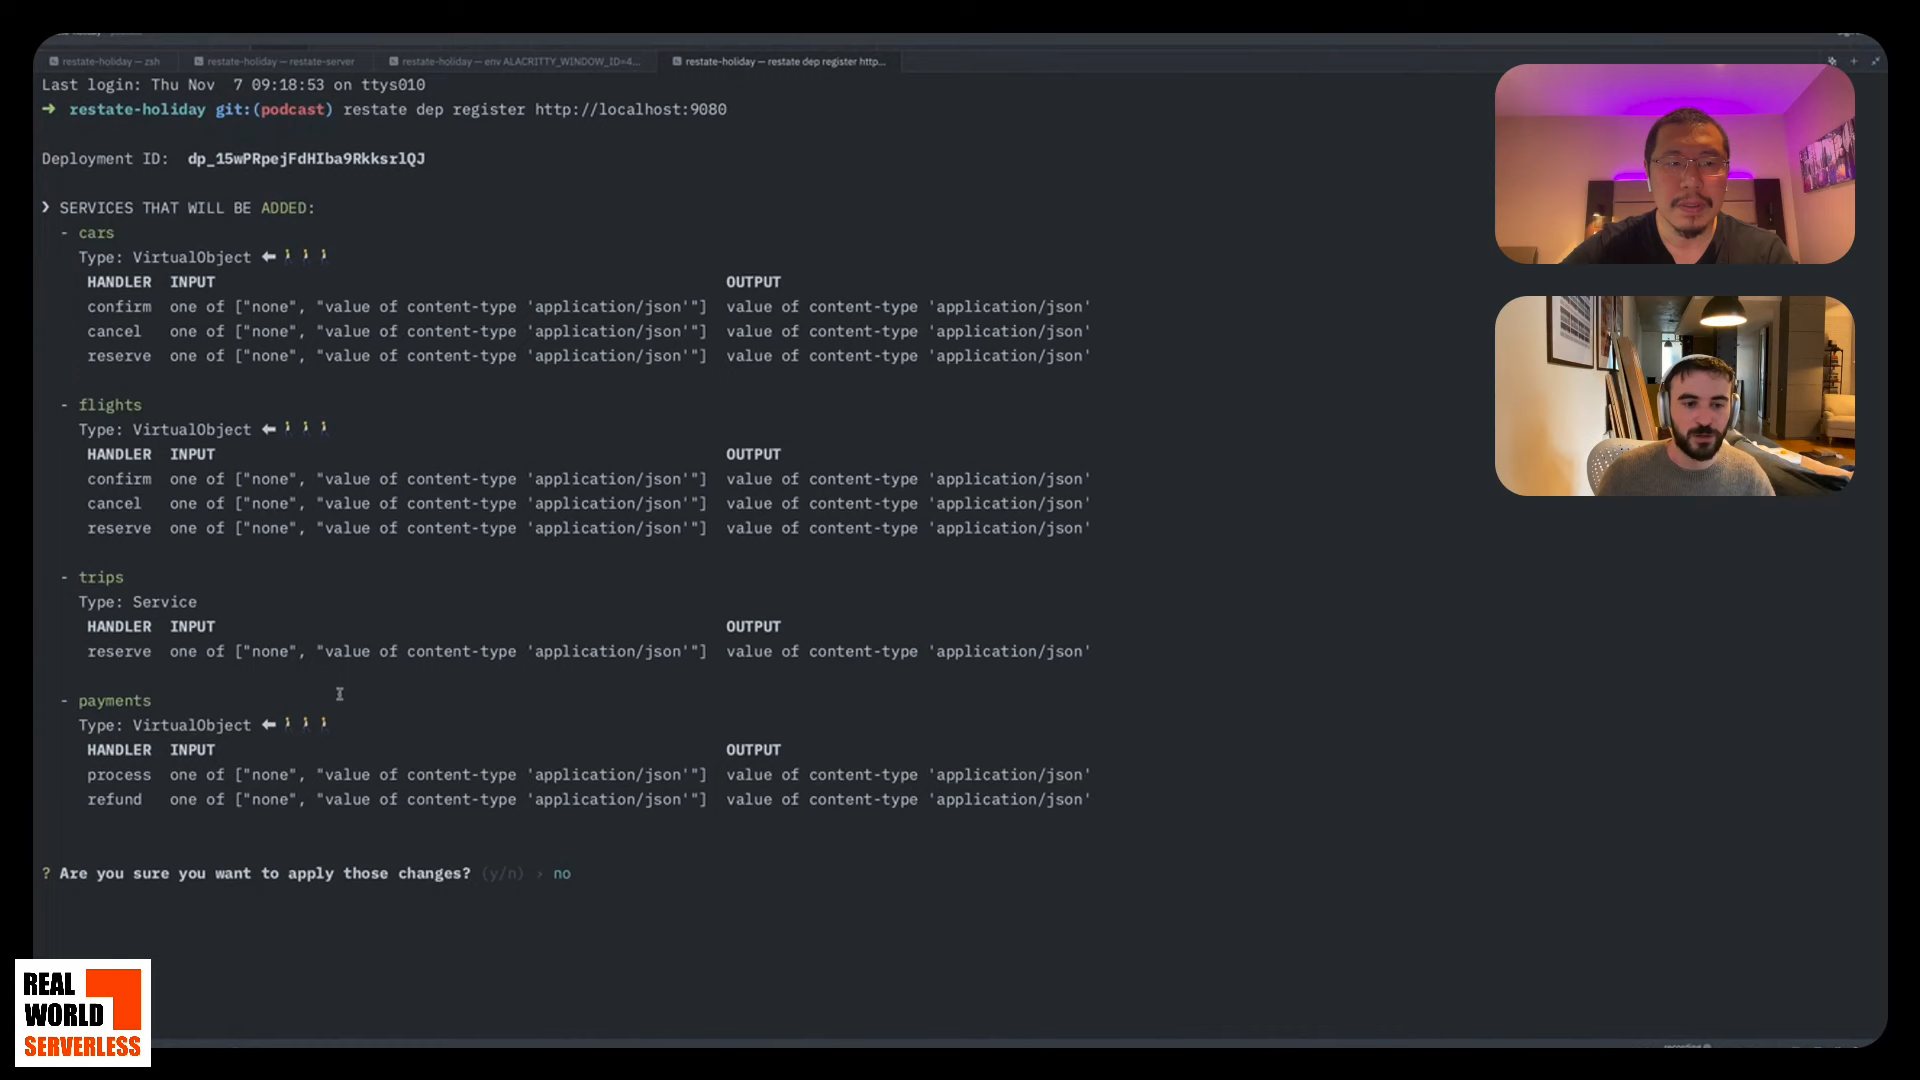 restate-holiday — zsh
restate-holiday — restate-server
restate-holiday — env ALACRITTY_WINDOW_ID=4...
restate-holiday — restate dep register http...
Last login: Thu Nov  7 09:18:53 on ttys010
→ restate-holiday git:(podcast) restate dep register http://localhost:9080
Deployment ID:  dp_15wPRpejFdHIba9RkksrlQJ
❯ SERVICES THAT WILL BE ADDED:
- cars
Type: VirtualObject ⬅
HANDLER  INPUT  OUTPUT
confirm  one of ["none", "value of content-type 'application/json'"]  value of content-type 'application/json'
cancel  one of ["none", "value of content-type 'application/json'"]  value of content-type 'application/json'
reserve  one of ["none", "value of content-type 'application/json'"]  value of content-type 'application/json'
- flights
Type: VirtualObject ⬅
HANDLER  INPUT  OUTPUT
confirm  one of ["none", "value of content-type 'application/json'"]  value of content-type 'application/json'
cancel  one of ["none", "value of content-type 'application/json'"]  value of content-type 'application/json'
reserve  one of ["none", "value of content-type 'application/json'"]  value of content-type 'application/json'
- trips
Type: Service
HANDLER  INPUT  OUTPUT
reserve  one of ["none", "value of content-type 'application/json'"]  value of content-type 'application/json'
- payments
Type: VirtualObject ⬅
HANDLER  INPUT  OUTPUT
process  one of ["none", "value of content-type 'application/json'"]  value of content-type 'application/json'
refund  one of ["none", "value of content-type 'application/json'"]  value of content-type 'application/json'
? Are you sure you want to apply those changes? (y/n) › no
REAL
WORLD
SERVERLESS